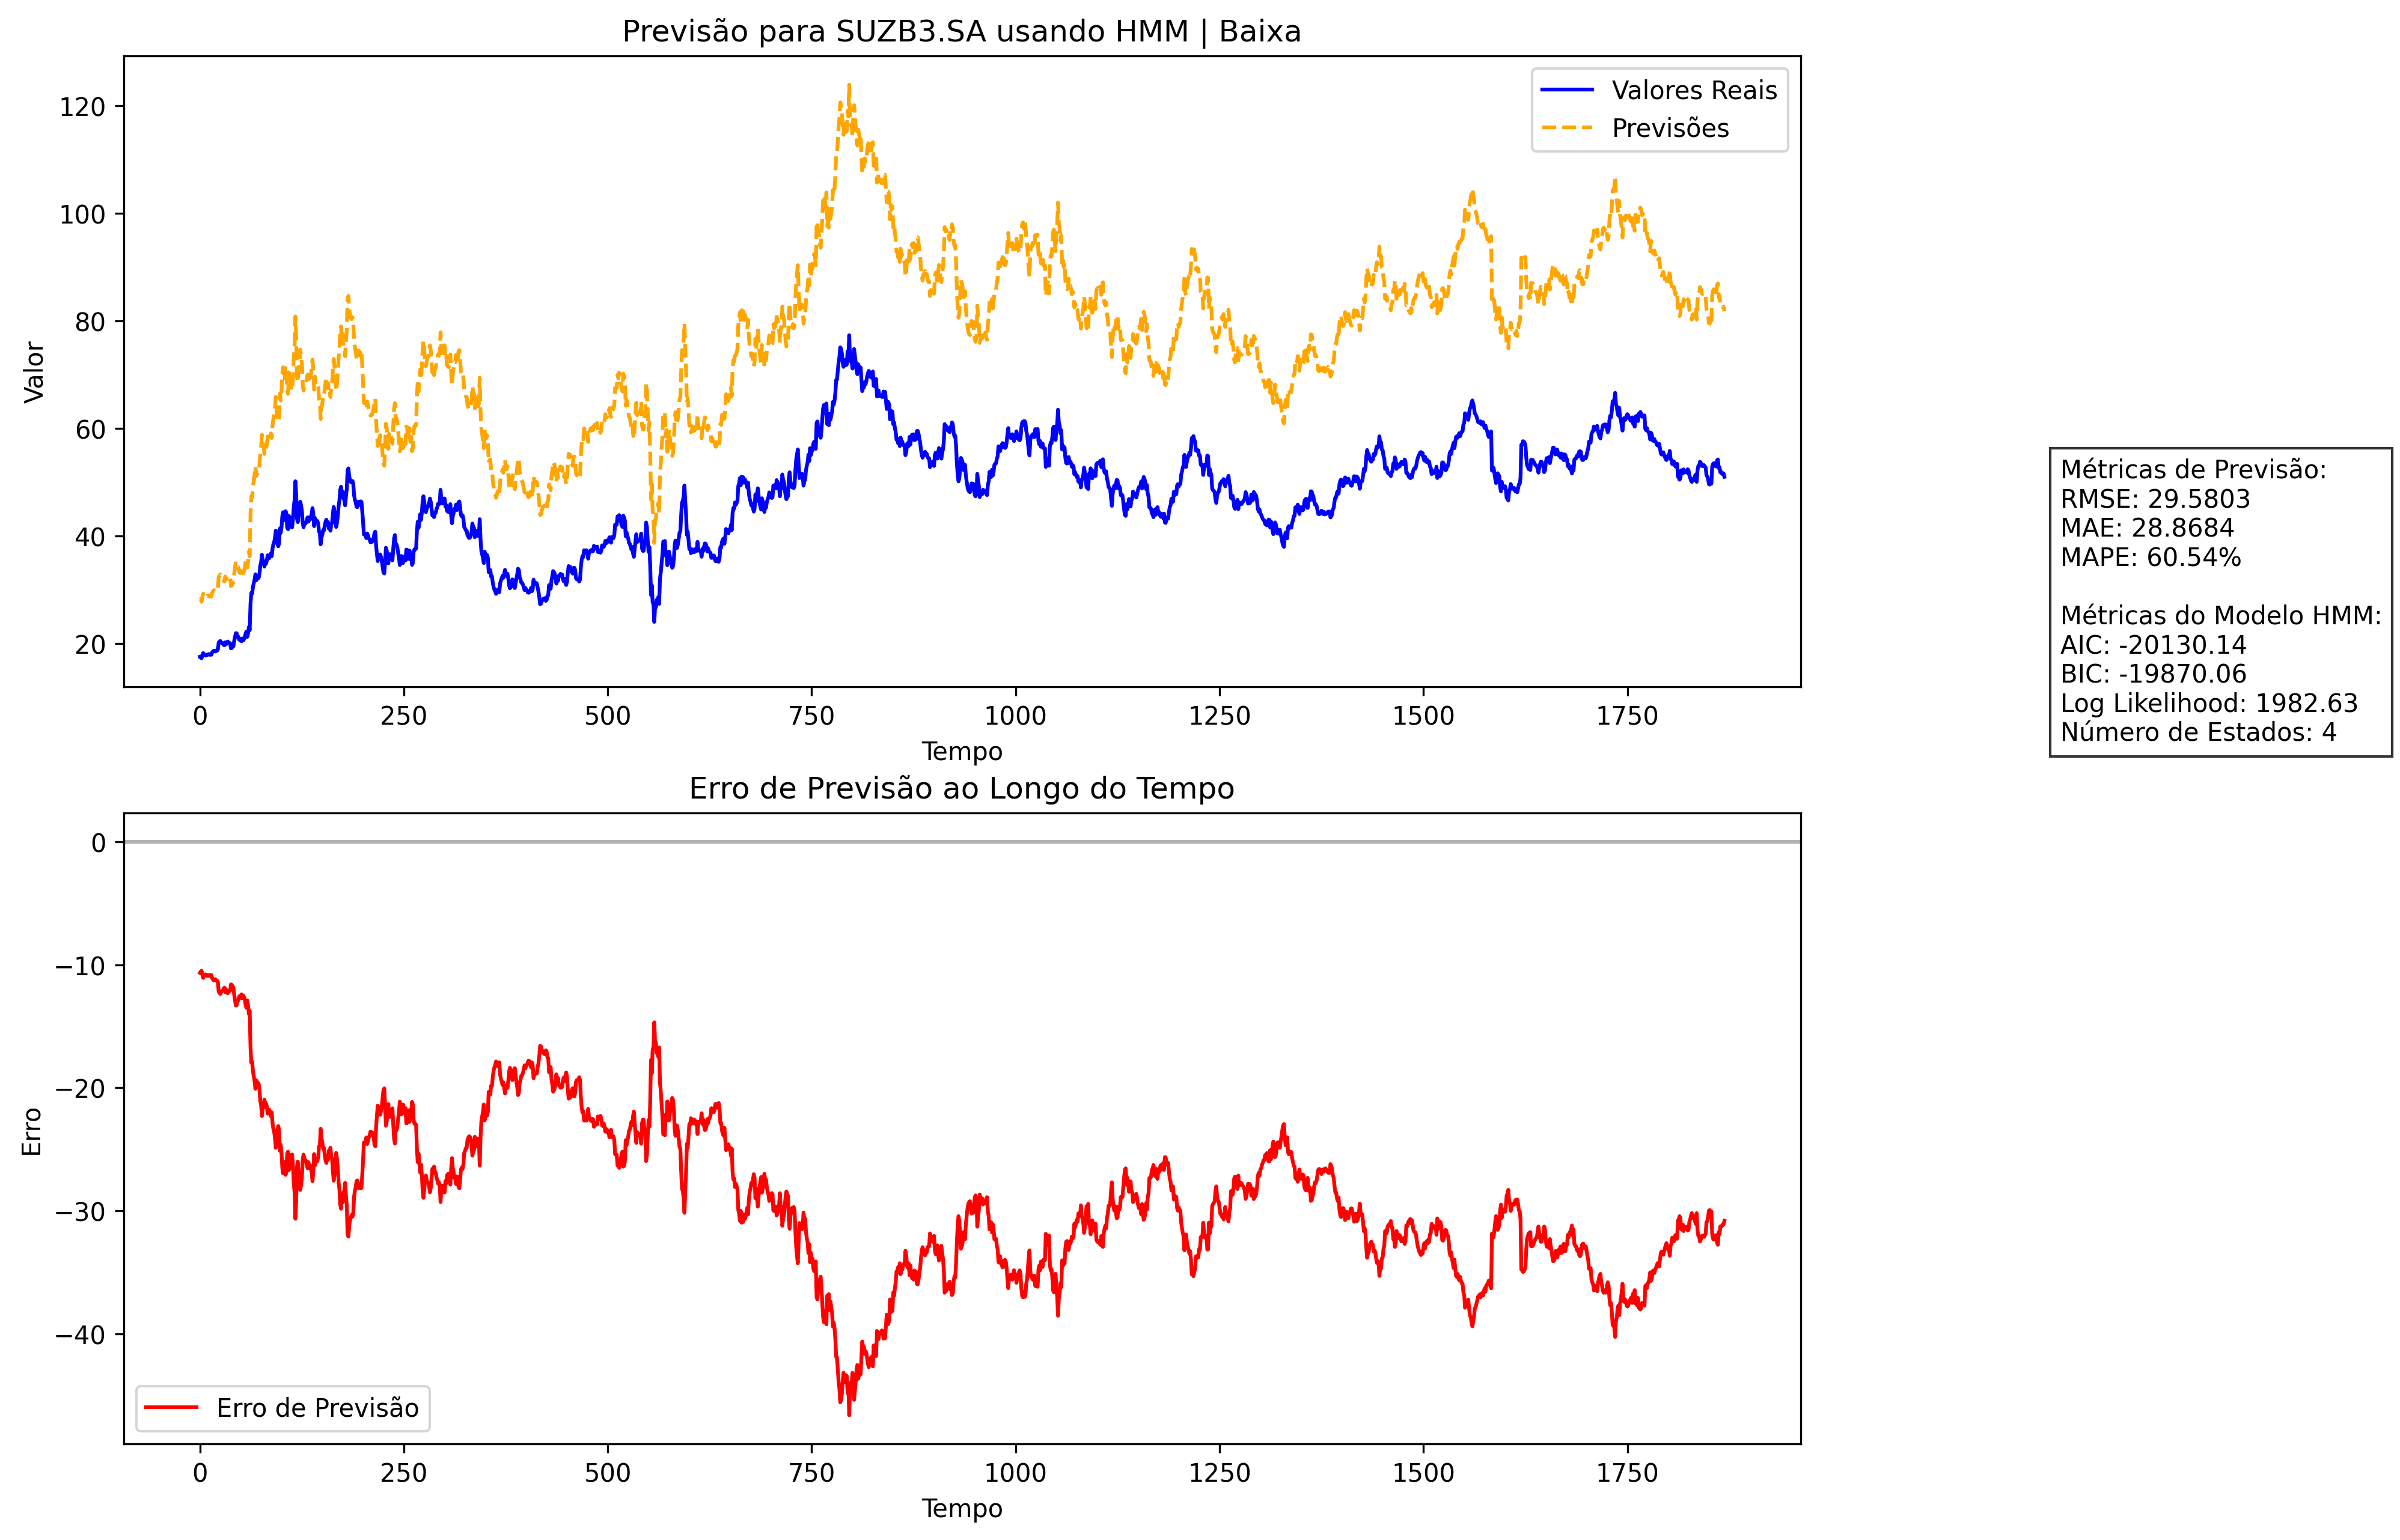 Previsão para SUZB3.SA usando HMM | Baixa
Valor
120
100
80
60
40
20
Valores Reais
Previsões
0 250 500 750 1000 1250 1500 1750
Tempo
Métricas de Previsão:
RMSE: 29.5803
MAE: 28.8684
MAPE: 60.54%
Métricas do Modelo HMM:
AIC: -20130.14
BIC: -19870.06
Log Likelihood: 1982.63
Número de Estados: 4
Erro de Previsão ao Longo do Tempo
Erro
0
−10
−20
−30
−40
Erro de Previsão
0 250 500 750 1000 1250 1500 1750
Tempo